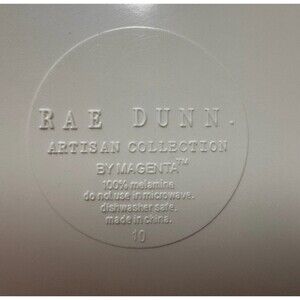 RAE DUNN.
ARTISAN COLLECTION
BY MAGENTA™
100% melamine
do not use in microwave.
dishwasher safe.
made in china.
10